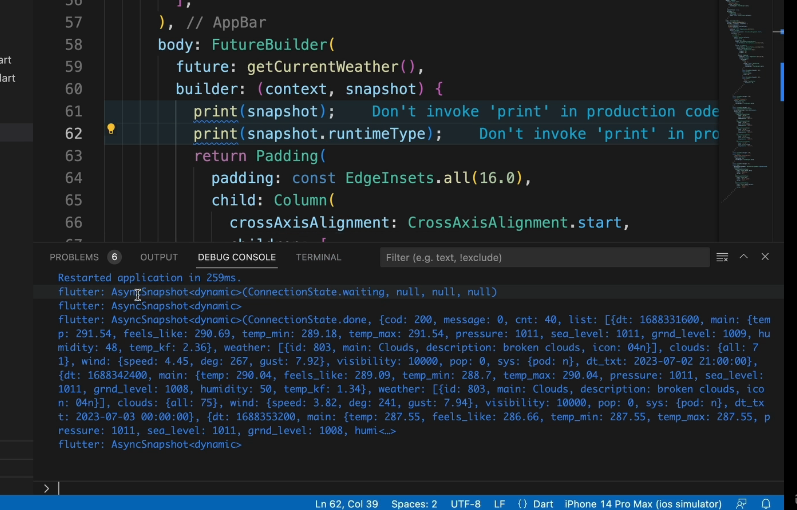 57 ), // AppBar
58 body: FutureBuilder(
59 future: getCurrentWeather(),
60 builder: (context, snapshot) {
61 print(snapshot); Don't invoke 'print' in production code
62 print(snapshot.runtimeType); Don't invoke 'print' in pro
63 return Padding(
64 padding: const EdgeInsets.all(16.0),
65 child: Column(
66 crossAxisAlignment: CrossAxisAlignment.start,
PROBLEMS 6 OUTPUT DEBUG CONSOLE TERMINAL Filter (e.g. text, !exclude)
Restarted application in 259ms.
flutter: AsyncSnapshot<dynamic>(ConnectionState.waiting, null, null, null)
flutter: AsyncSnapshot<dynamic>
flutter: AsyncSnapshot<dynamic>(ConnectionState.done, {cod: 200, message: 0, cnt: 40, list: [{dt: 1688331600, main: {tem
p: 291.54, feels_like: 290.69, temp_min: 289.18, temp_max: 291.54, pressure: 1011, sea_level: 1011, grnd_level: 1009, hu
midity: 48, temp_kf: 2.36}, weather: [{id: 803, main: Clouds, description: broken clouds, icon: 04n}], clouds: {all: 7
1}, wind: {speed: 4.45, deg: 267, gust: 7.92}, visibility: 10000, pop: 0, sys: {pod: n}, dt_txt: 2023-07-02 21:00:00},
{dt: 1688342400, main: {temp: 290.04, feels_like: 289.09, temp_min: 288.7, temp_max: 290.04, pressure: 1011, sea_level:
1011, grnd_level: 1008, humidity: 50, temp_kf: 1.34}, weather: [{id: 803, main: Clouds, description: broken clouds, ico
n: 04n}], clouds: {all: 75}, wind: {speed: 3.82, deg: 241, gust: 7.94}, visibility: 10000, pop: 0, sys: {pod: n}, dt_tx
t: 2023-07-03 00:00:00}, {dt: 1688353200, main: {temp: 287.55, feels_like: 286.66, temp_min: 287.55, temp_max: 287.55, p
ressure: 1011, sea_level: 1011, grnd_level: 1008, humi<…>
flutter: AsyncSnapshot<dynamic>
>
Ln 62, Col 39 Spaces: 2 UTF-8 LF {} Dart iPhone 14 Pro Max (ios simulator)